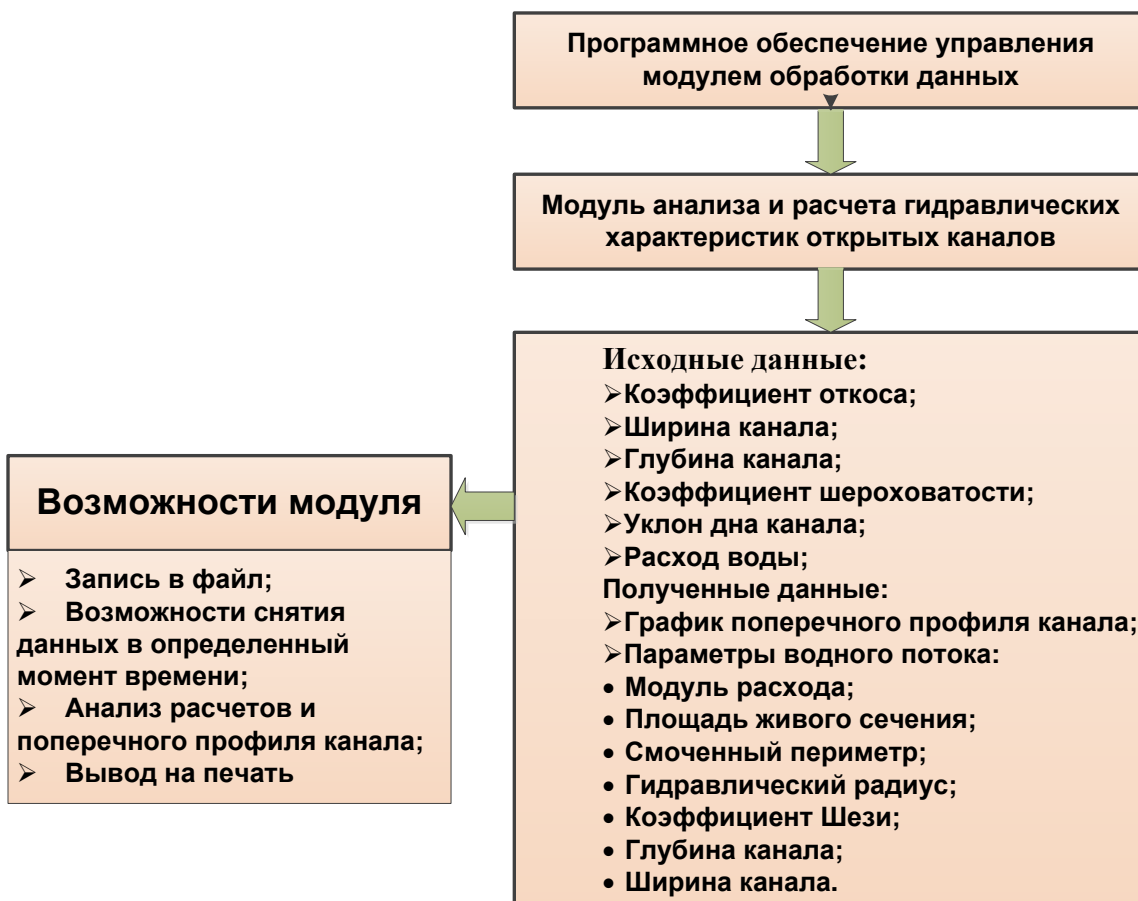 Программное обеспечение управления
модулем обработки данных
Модуль анализа и расчета гидравлических
характеристик открытых каналов
Исходные данные:
➢Коэффициент откоса;
➢Ширина канала;
➢Глубина канала;
➢Коэффициент шероховатости;
➢Уклон дна канала;
➢Расход воды;
Полученные данные:
➢График поперечного профиля канала;
➢Параметры водного потока:
• Модуль расхода;
• Площадь живого сечения;
• Смоченный периметр;
• Гидравлический радиус;
• Коэффициент Шези;
• Глубина канала;
• Ширина канала.
Возможности модуля
➢ Запись в файл;
➢ Возможности снятия
данных в определенный
момент времени;
➢ Анализ расчетов и
поперечного профиля канала;
➢ Вывод на печать